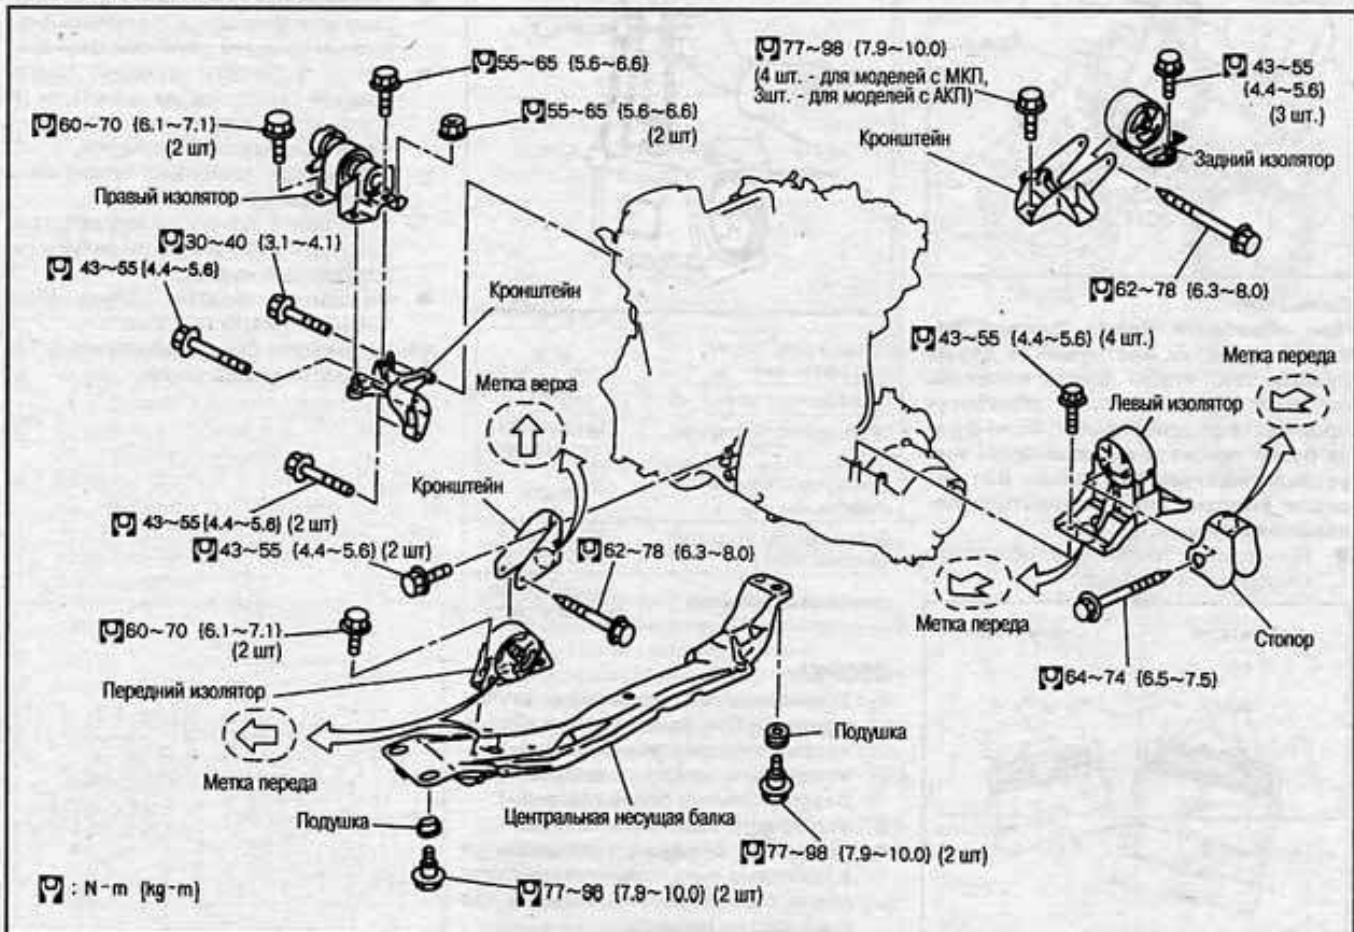 55~65 {5.6~6.6}
55~65 {5.6~6.6}
(2 шт)
60~70 {6.1~7.1}
(2 шт)
Правый изолятор
30~40 {3.1~4.1}
43~55 {4.4~5.6}
Кронштейн
77~98 {7.9~10.0}
(4 шт. - для моделей с МКП,
3шт. - для моделей с АКП)
43~55
{4.4~5.6}
(3 шт.)
Кронштейн
Задний изолятор
62~78 {6.3~8.0}
43~55 {4.4~5.6} (4 шт.)
Метка переда
Левый изолятор
Метка верха
Кронштейн
43~55 {4.4~5.6} (2 шт)
43~55 {4.4~5.6} (2 шт)
62~78 {6.3~8.0}
Метка переда
Стопор
64~74 {6.5~7.5}
60~70 {6.1~7.1}
(2 шт)
Передний изолятор
Метка переда
Подушка
Подушка
Центральная несущая балка
77~98 {7.9~10.0} (2 шт)
77~98 {7.9~10.0} (2 шт)
: N-m {kg-m}